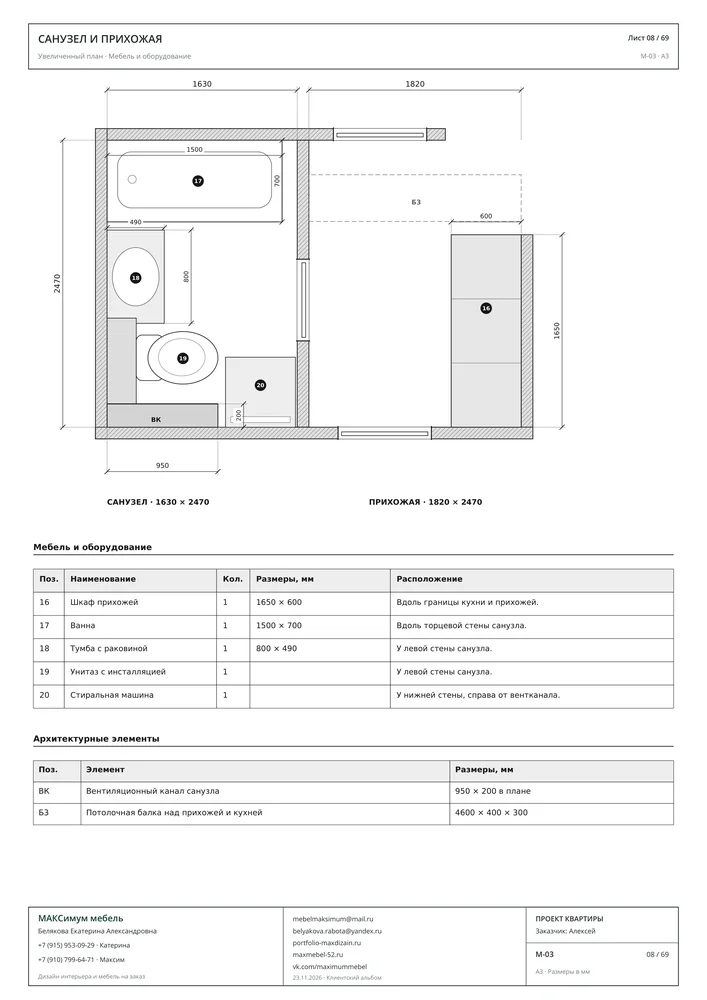 САНУЗЕЛ И ПРИХОЖАЯ
Лист 08 / 69
Увеличенный план · Мебель и оборудование
М-03 · А3
1630
1820
1500
700
17
БЗ
490
600
18
800
2470
16
1650
19
20
200
ВК
950
САНУЗЕЛ · 1630 × 2470
ПРИХОЖАЯ · 1820 × 2470
Мебель и оборудование
Поз. Наименование Кол. Размеры, мм Расположение
16 Шкаф прихожей 1 1650 × 600 Вдоль границы кухни и прихожей.
17 Ванна 1 1500 × 700 Вдоль торцевой стены санузла.
18 Тумба с раковиной 1 800 × 490 У левой стены санузла.
19 Унитаз с инсталляцией 1 У левой стены санузла.
20 Стиральная машина 1 У нижней стены, справа от вентканала.
Архитектурные элементы
Поз. Элемент Размеры, мм
ВК Вентиляционный канал санузла 950 × 200 в плане
БЗ Потолочная балка над прихожей и кухней 4600 × 400 × 300
МАКСимум мебель
Белякова Екатерина Александровна
+7 (915) 953-09-29 · Катерина
+7 (910) 799-64-71 · Максим
Дизайн интерьера и мебель на заказ
mebelmaksimum@mail.ru
belyakova.rabota@yandex.ru
portfolio-maxdizain.ru
maxmebel-52.ru
vk.com/maximummebel
23.11.2026 · Клиентский альбом
ПРОЕКТ КВАРТИРЫ
Заказчик: Алексей
М-03 08 / 69
А3 · Размеры в мм